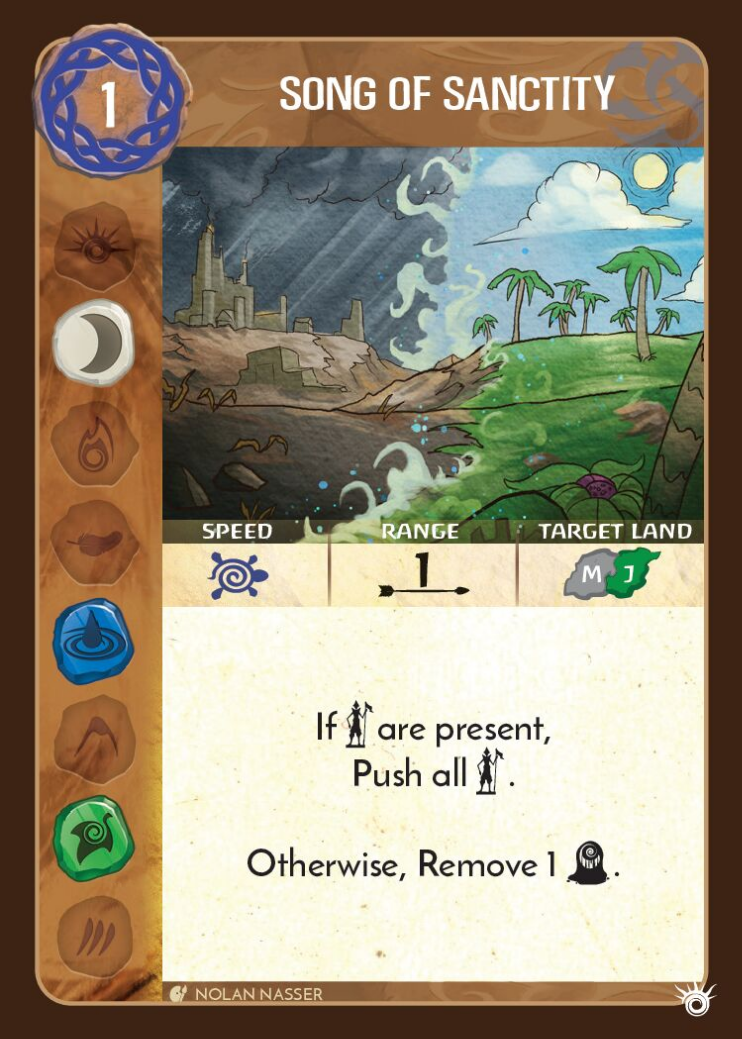 1
SONG OF SANCTITY
SPEED RANGE TARGET LAND
1 M J
If are present,
Push all .
Otherwise, Remove 1 .
NOLAN NASSER